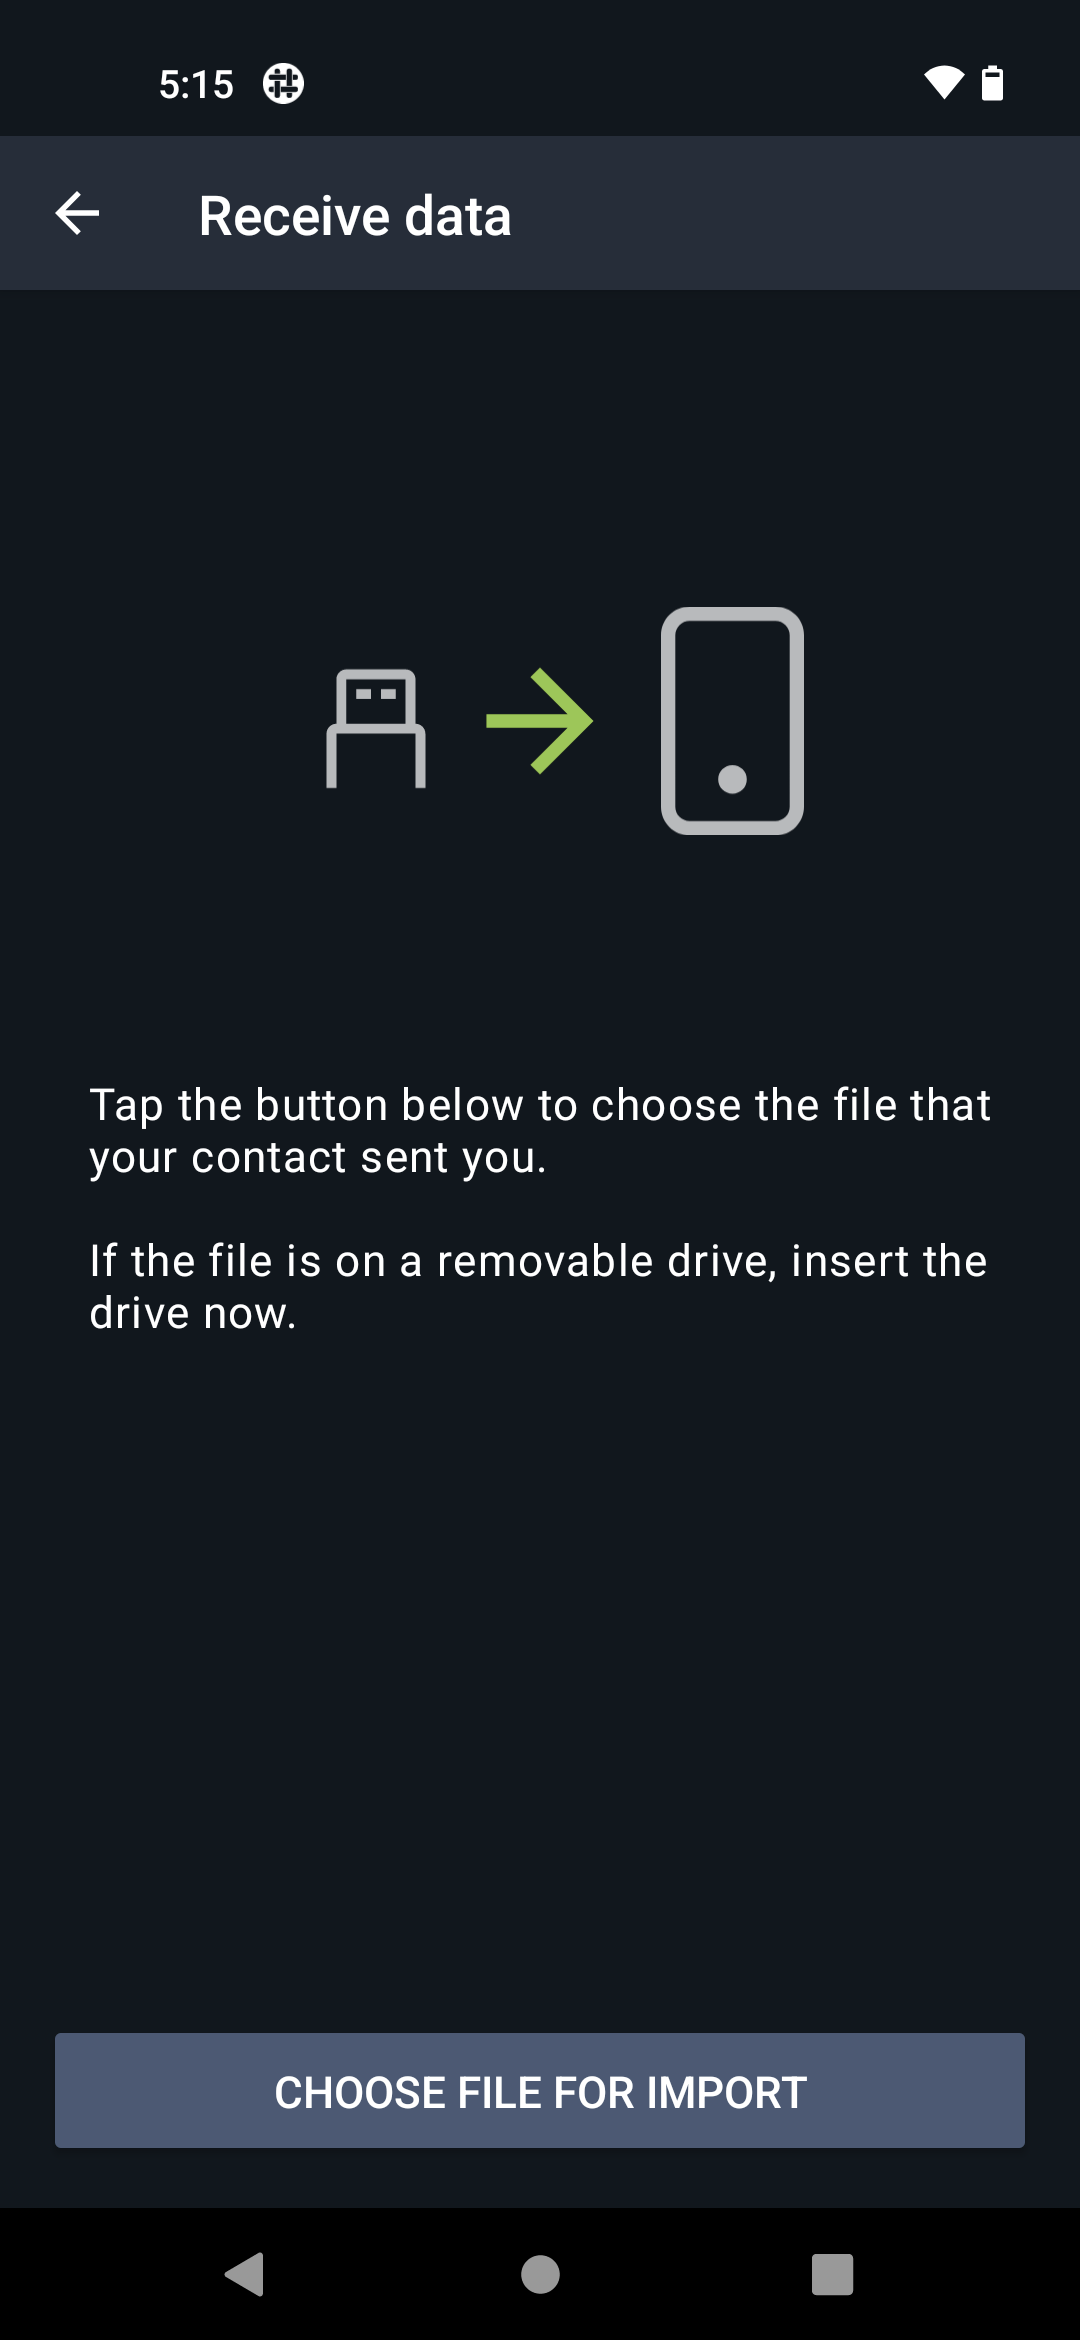 5:15
Receive data
Tap the button below to choose the file that
your contact sent you.
If the file is on a removable drive, insert the
drive now.
CHOOSE FILE FOR IMPORT